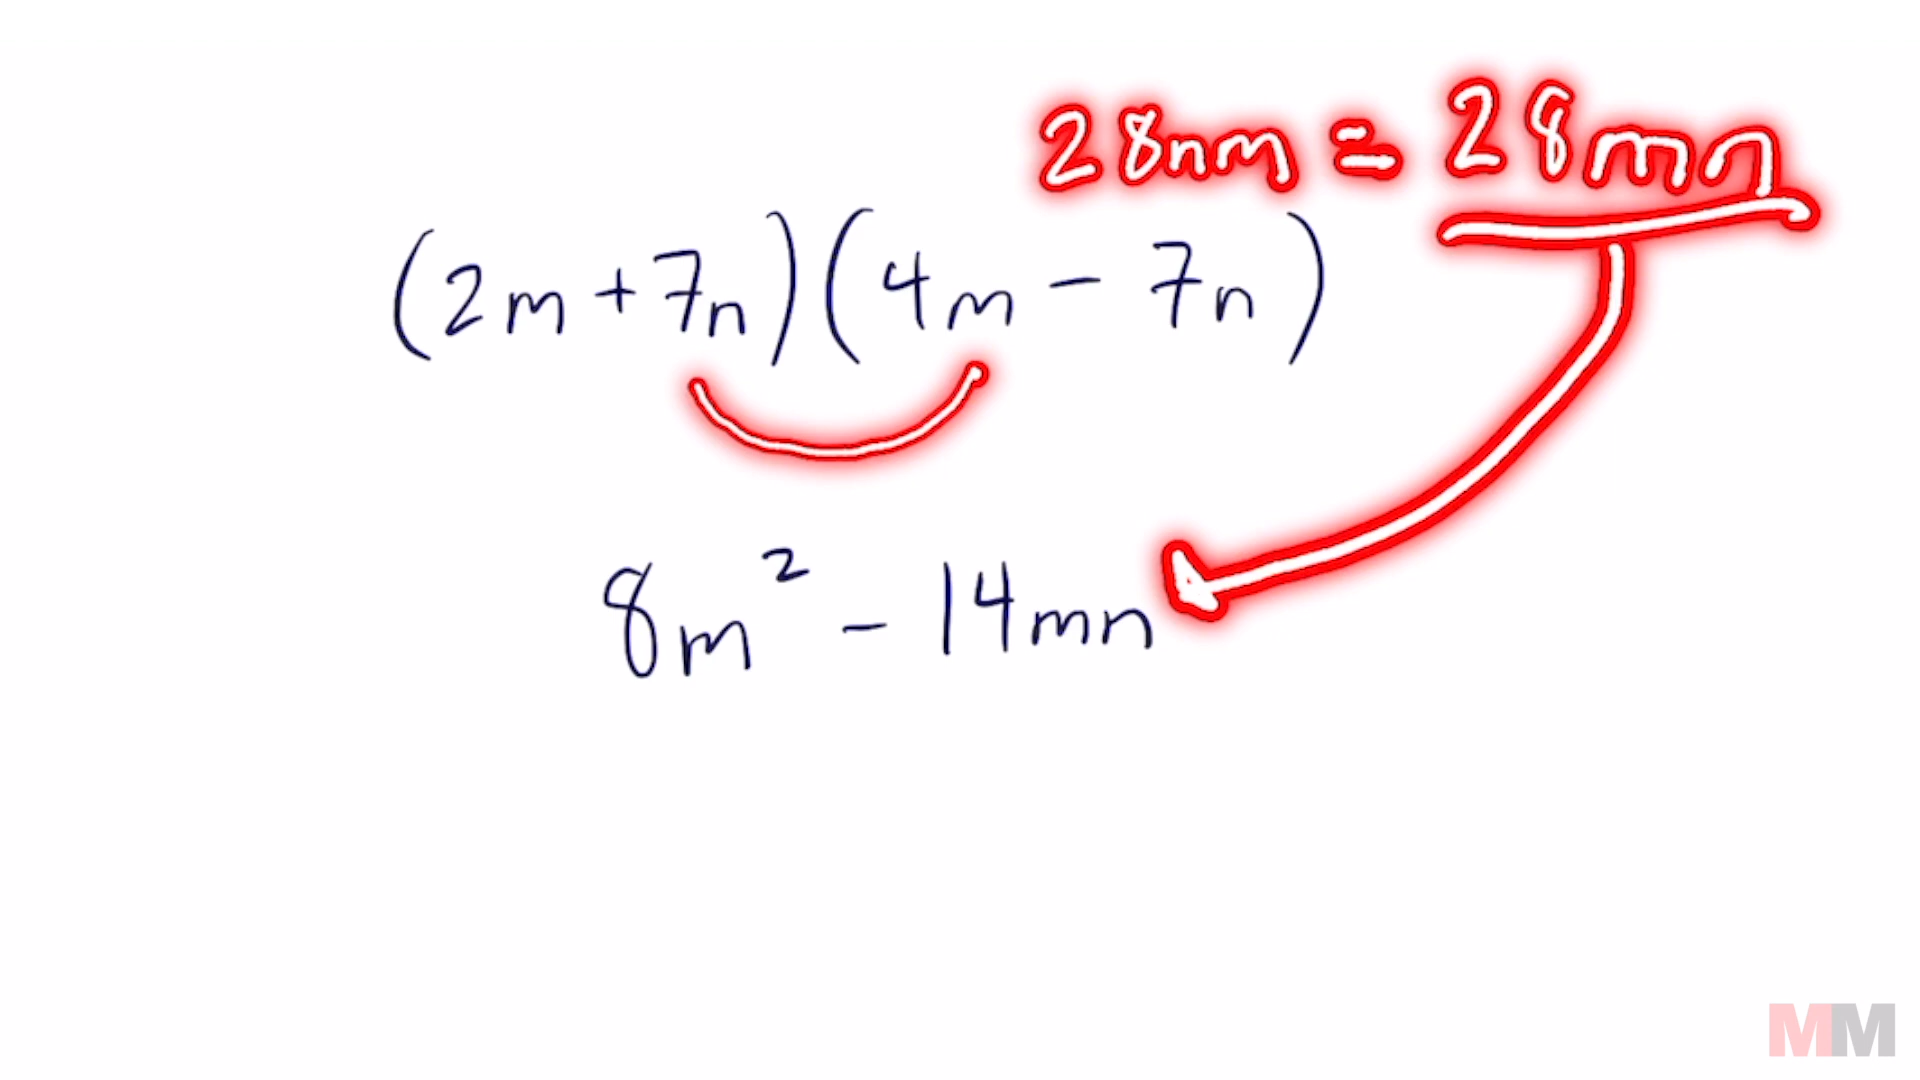 28nm = 28mn
(2m + 7n)(4m - 7n)
8m² - 14mn
MM